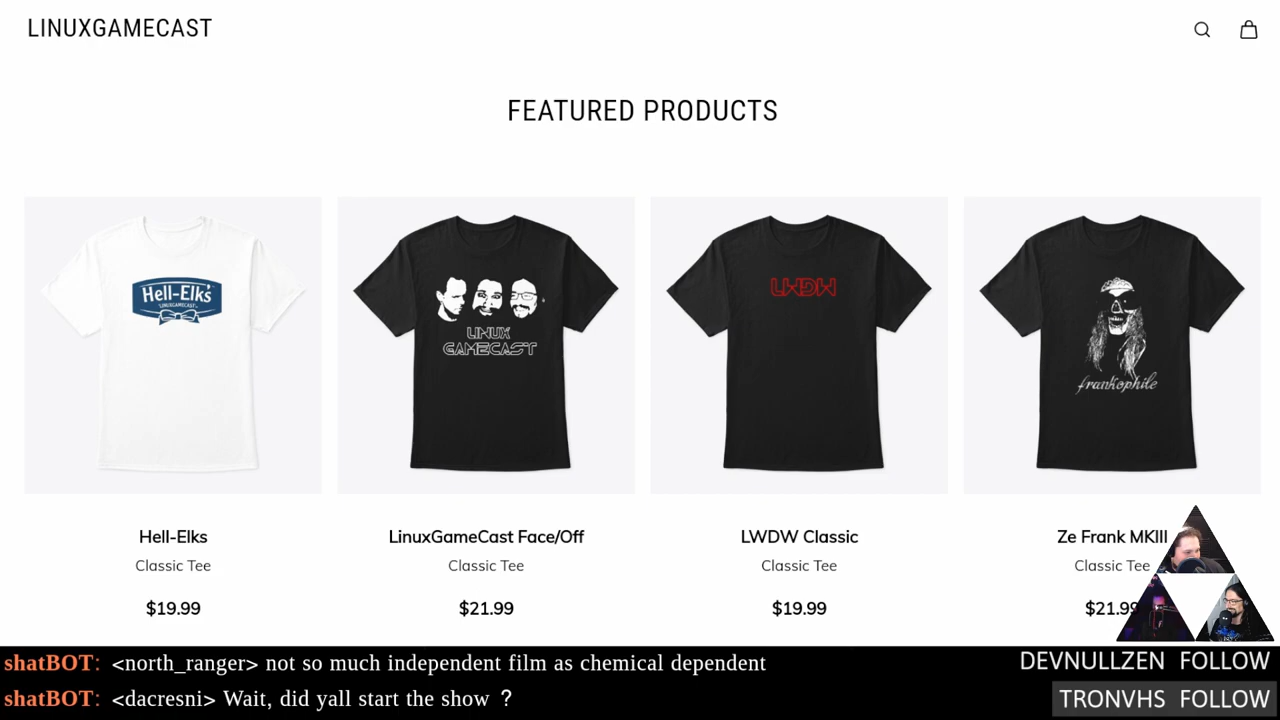 LINUXGAMECAST
FEATURED PRODUCTS
Hell-Elk's
LINUXGAMECAST
LINUX
GAMECAST
LWDW
frankophile
Hell-Elks
LinuxGameCast Face/Off
LWDW Classic
Ze Frank MKIII
Classic Tee
Classic Tee
Classic Tee
Classic Tee
$19.99
$21.99
$19.99
$21.99
shatBOT: <north_ranger> not so much independent film as chemical dependent
DEVNULLZEN FOLLOW
shatBOT: <dacresni> Wait, did yall start the show ?
TRONVHS FOLLOW